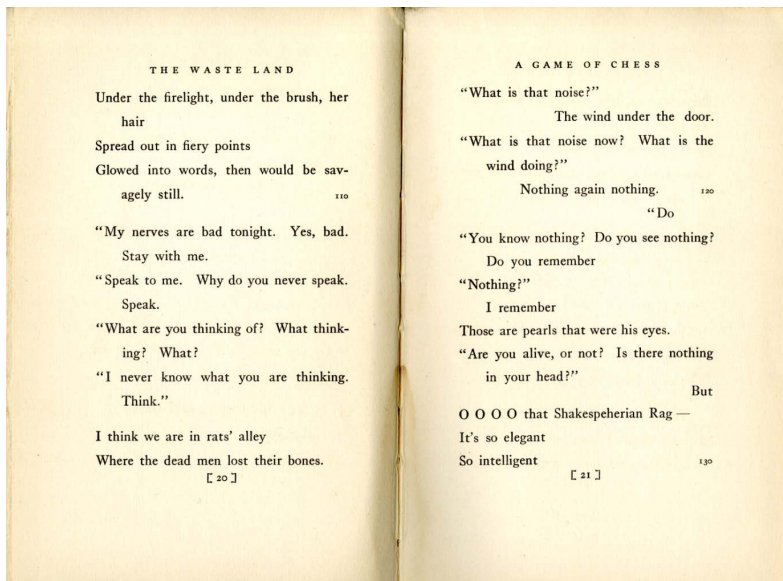 THE WASTE LAND
Under the firelight, under the brush, her
hair
Spread out in fiery points
Glowed into words, then would be sav-
agely still. 110
“My nerves are bad tonight. Yes, bad.
Stay with me.
“Speak to me. Why do you never speak.
Speak.
“What are you thinking of? What think-
ing? What?
“I never know what you are thinking.
Think.”
I think we are in rats’ alley
Where the dead men lost their bones.
[ 20 ]
A GAME OF CHESS
“What is that noise?”
The wind under the door.
“What is that noise now? What is the
wind doing?”
Nothing again nothing. 120
“Do
“You know nothing? Do you see nothing?
Do you remember
“Nothing?”
I remember
Those are pearls that were his eyes.
“Are you alive, or not? Is there nothing
in your head?”
But
O O O O that Shakespeherian Rag —
It's so elegant
So intelligent 130
[ 21 ]